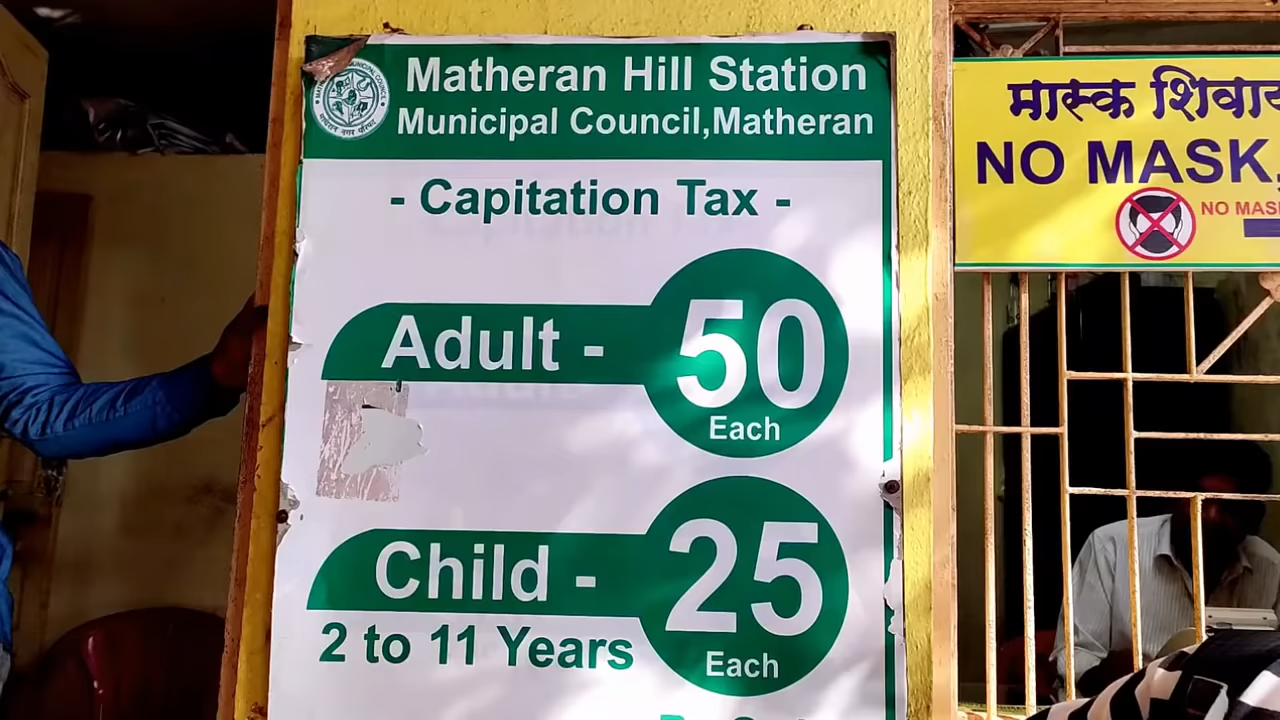 Matheran Hill Station
Municipal Council,Matheran
- Capitation Tax -
Adult - 50
Each
Child - 25
2 to 11 Years
Each
मास्क शिवाय
NO MASK,
NO MASK